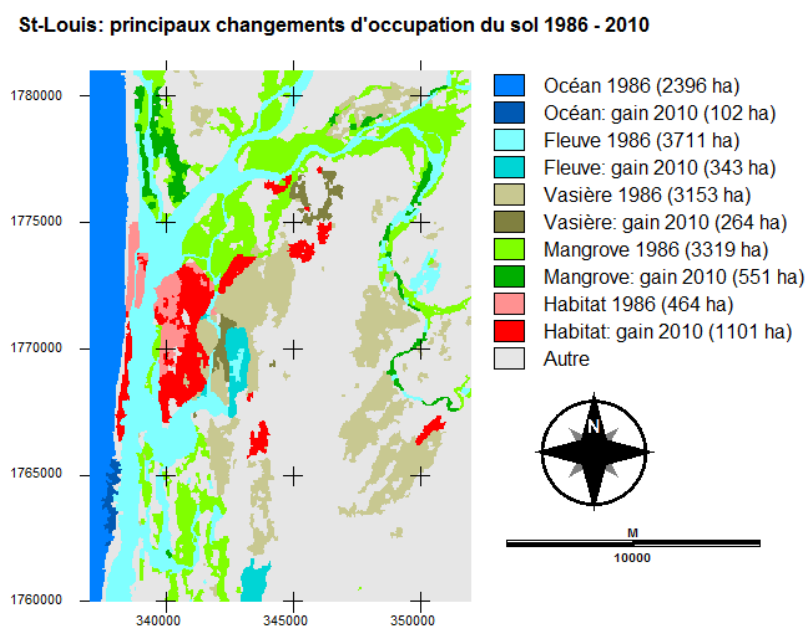 St-Louis: principaux changements d'occupation du sol 1986 - 2010
1780000
1775000
1770000
1765000
1760000
340000
345000
350000
Océan 1986 (2396 ha)
Océan: gain 2010 (102 ha)
Fleuve 1986 (3711 ha)
Fleuve: gain 2010 (343 ha)
Vasière 1986 (3153 ha)
Vasière: gain 2010 (264 ha)
Mangrove 1986 (3319 ha)
Mangrove: gain 2010 (551 ha)
Habitat 1986 (464 ha)
Habitat: gain 2010 (1101 ha)
Autre
N
M
10000